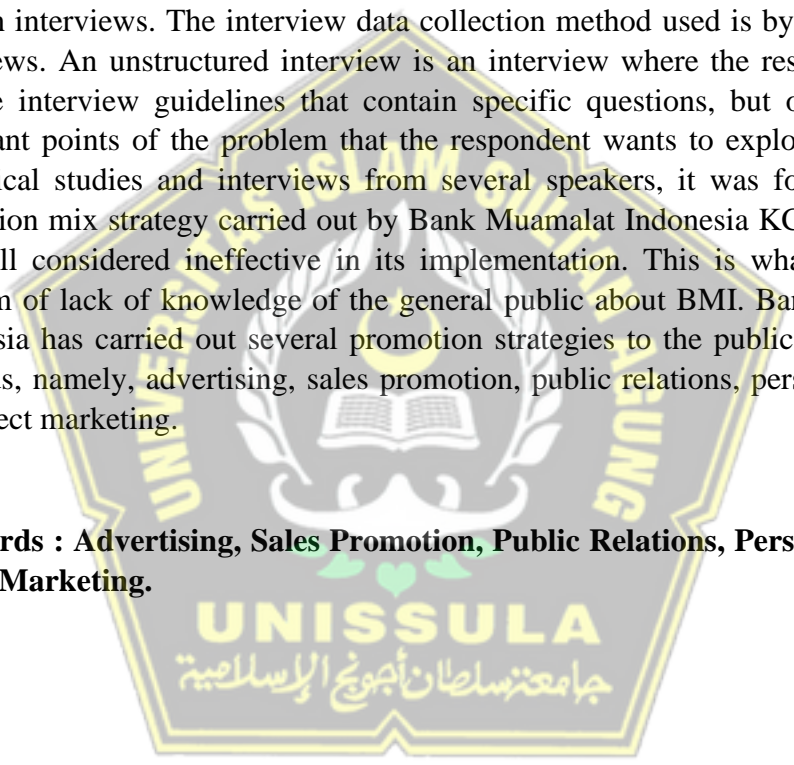 interviews. The interview data collection method used is by
ews. An unstructured interview is an interview where the res
e interview guidelines that contain specific questions, but o
ant points of the problem that the respondent wants to explo
ical studies and interviews from several speakers, it was fo
ion mix strategy carried out by Bank Muamalat Indonesia KC
ll considered ineffective in its implementation. This is wha
m of lack of knowledge of the general public about BMI. Ban
sia has carried out several promotion strategies to the public
s, namely, advertising, sales promotion, public relations, pers
ect marketing.
rds : Advertising, Sales Promotion, Public Relations, Pers
Marketing.
UNIVERSITAS ISLAM SULTAN AGUNG
UNISSULA
جامعة سلطان أجونج الإسلامية